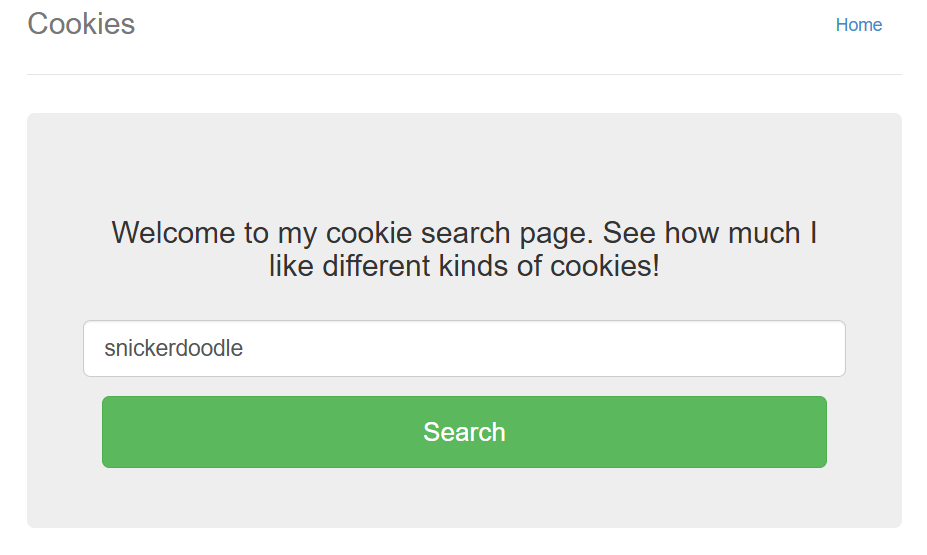 Cookies
Home
Welcome to my cookie search page. See how much I
like different kinds of cookies!
snickerdoodle
Search